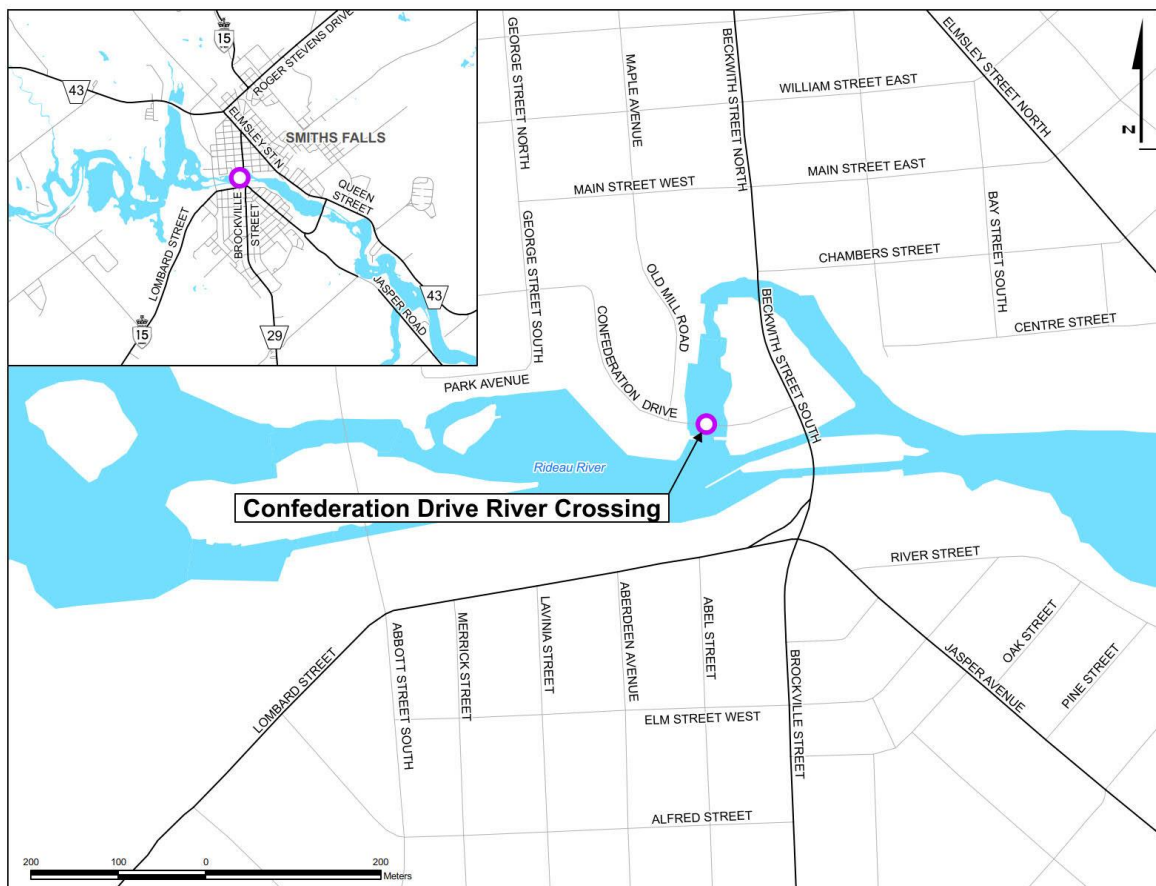 15
ROGER STEVENS DRIVE
43
ELMSLEY ST.N
SMITHS FALLS
QUEEN
STREET
BROCKVILLE
STREET
LOMBARD STREET
JASPER ROAD
43
15
29
GEORGE STREET NORTH
MAPLE AVENUE
BECKWITH STREET NORTH
ELMSLEY STREET NORTH
N
WILLIAM STREET EAST
MAIN STREET WEST
MAIN STREET EAST
BAY STREET SOUTH
GEORGE STREET SOUTH
OLD MILL ROAD
CHAMBERS STREET
CONFEDERATION DRIVE
BECKWITH STREET SOUTH
CENTRE STREET
PARK AVENUE
Rideau River
Confederation Drive River Crossing
RIVER STREET
LOMBARD STREET
ABBOTT STREET SOUTH
MERRICK STREET
LAVINIA STREET
ABERDEEN AVENUE
ABEL STREET
BROCKVILLE STREET
JASPER AVENUE
OAK STREET
PINE STREET
ELM STREET WEST
ALFRED STREET
200 100 0 200
Meters